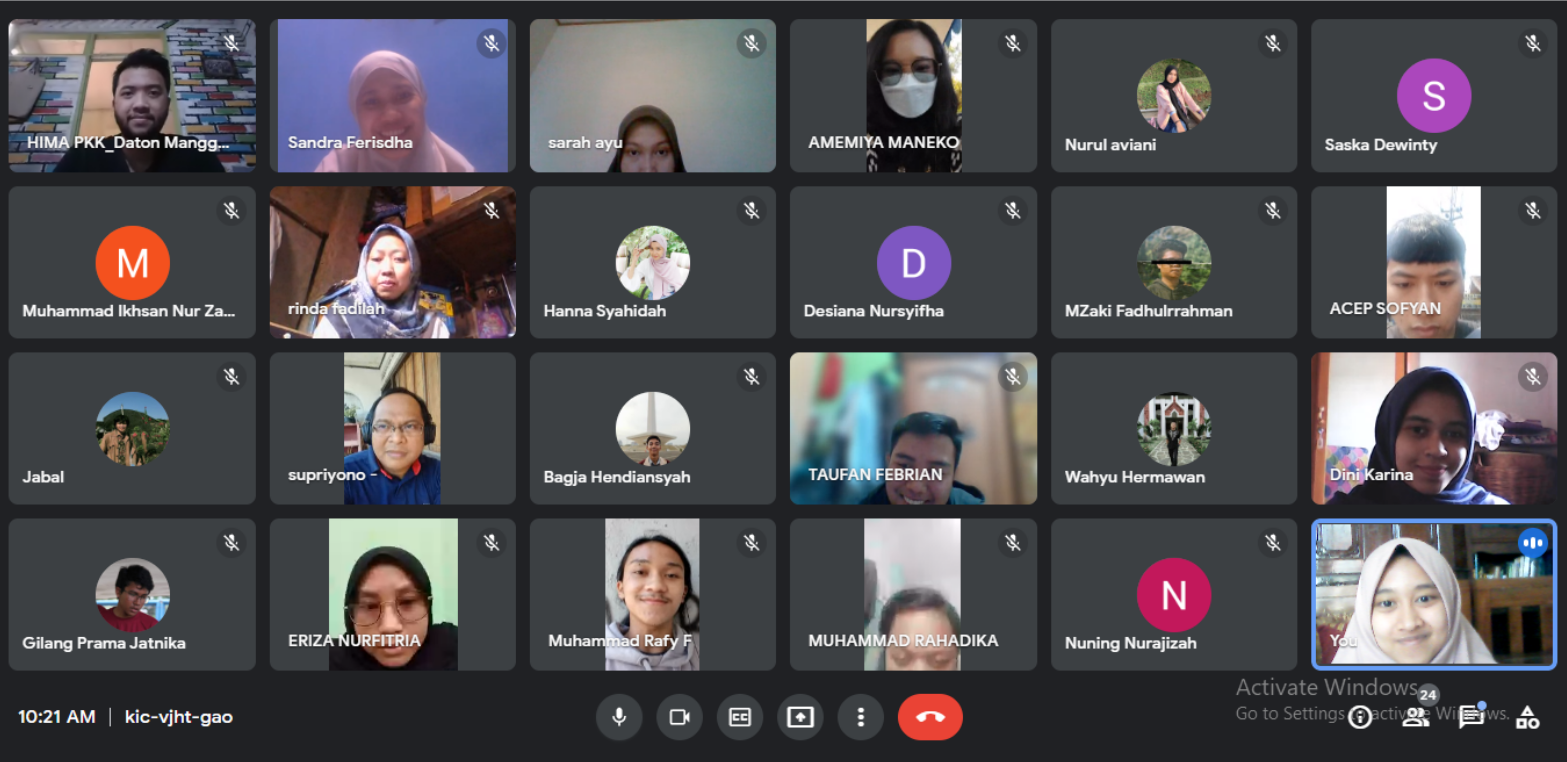 HIMA PKK_Daton Mangg...
Sandra Ferisdha
sarah ayu
AMEMIYA MANEKO
Nurul aviani
S
Saska Dewinty
M
Muhammad Ikhsan Nur Za...
rinda fadilah
Hanna Syahidah
D
Desiana Nursyifha
MZaki Fadhulrrahman
ACEP SOFYAN
Jabal
supriyono -
Bagja Hendiansyah
TAUFAN FEBRIAN
Wahyu Hermawan
Dini Karina
Gilang Prama Jatnika
ERIZA NURFITRIA
Muhammad Rafy F
MUHAMMAD RAHADIKA
N
Nuning Nurajizah
You
10:21 AM | kic-vjht-gao
CC
Activate Windows
24
Go to Settings to activate Windows.